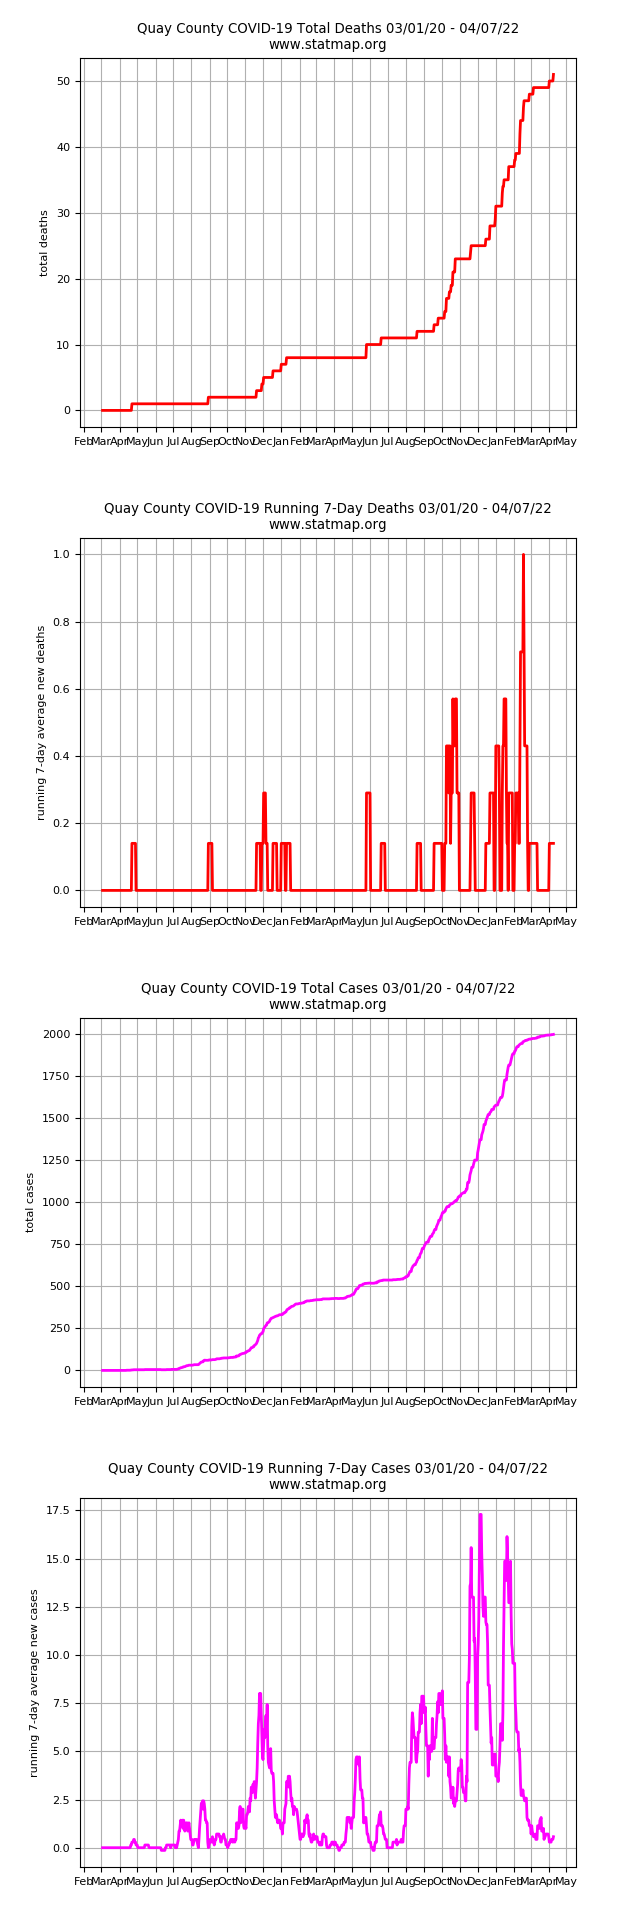 Quay County COVID-19 Total Deaths 03/01/20 - 04/07/22
www.statmap.org
50
40
30
20
10
0
total deaths
Feb Mar Apr May Jun Jul Aug Sep Oct Nov Dec Jan Feb Mar Apr May Jun Jul Aug Sep Oct Nov Dec Jan Feb Mar Apr May
Quay County COVID-19 Running 7-Day Deaths 03/01/20 - 04/07/22
www.statmap.org
1.0
0.8
0.6
0.4
0.2
0.0
running 7-day average new deaths
Feb Mar Apr May Jun Jul Aug Sep Oct Nov Dec Jan Feb Mar Apr May Jun Jul Aug Sep Oct Nov Dec Jan Feb Mar Apr May
Quay County COVID-19 Total Cases 03/01/20 - 04/07/22
www.statmap.org
2000
1750
1500
1250
1000
750
500
250
0
total cases
Feb Mar Apr May Jun Jul Aug Sep Oct Nov Dec Jan Feb Mar Apr May Jun Jul Aug Sep Oct Nov Dec Jan Feb Mar Apr May
Quay County COVID-19 Running 7-Day Cases 03/01/20 - 04/07/22
www.statmap.org
17.5
15.0
12.5
10.0
7.5
5.0
2.5
0.0
running 7-day average new cases
Feb Mar Apr May Jun Jul Aug Sep Oct Nov Dec Jan Feb Mar Apr May Jun Jul Aug Sep Oct Nov Dec Jan Feb Mar Apr May